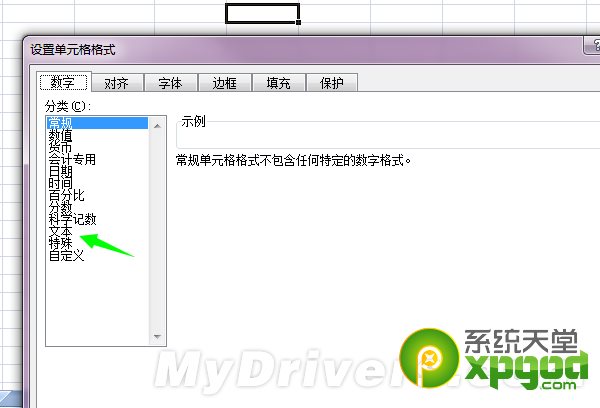 设置单元格格式
数字 对齐 字体 边框 填充 保护
分类(C):
常规
数值
货币
会计专用
日期
时间
百分比
分数
科学记数
文本
特殊
自定义
示例
常规单元格格式不包含任何特定的数字格式。
系统天堂
xpgod.com
MyDrivers